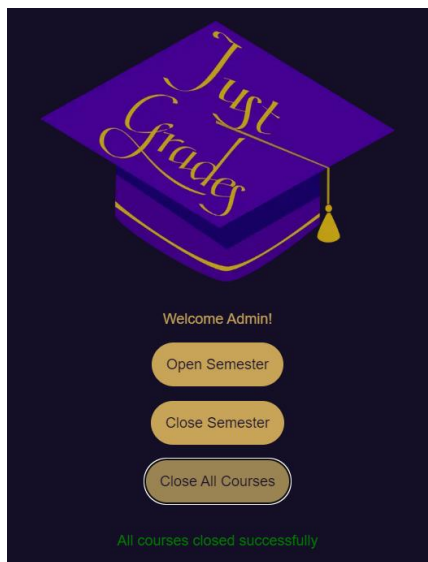 Just
Grades
Welcome Admin!
Open Semester
Close Semester
Close All Courses
All courses closed successfully